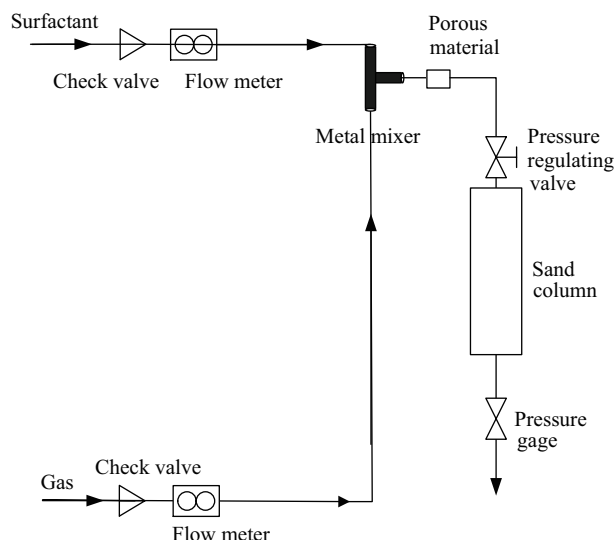 Surfactant
Check valve
Flow meter
Porous
material
Metal mixer
Pressure
regulating
valve
Sand
column
Pressure
gage
Check valve
Gas
Flow meter